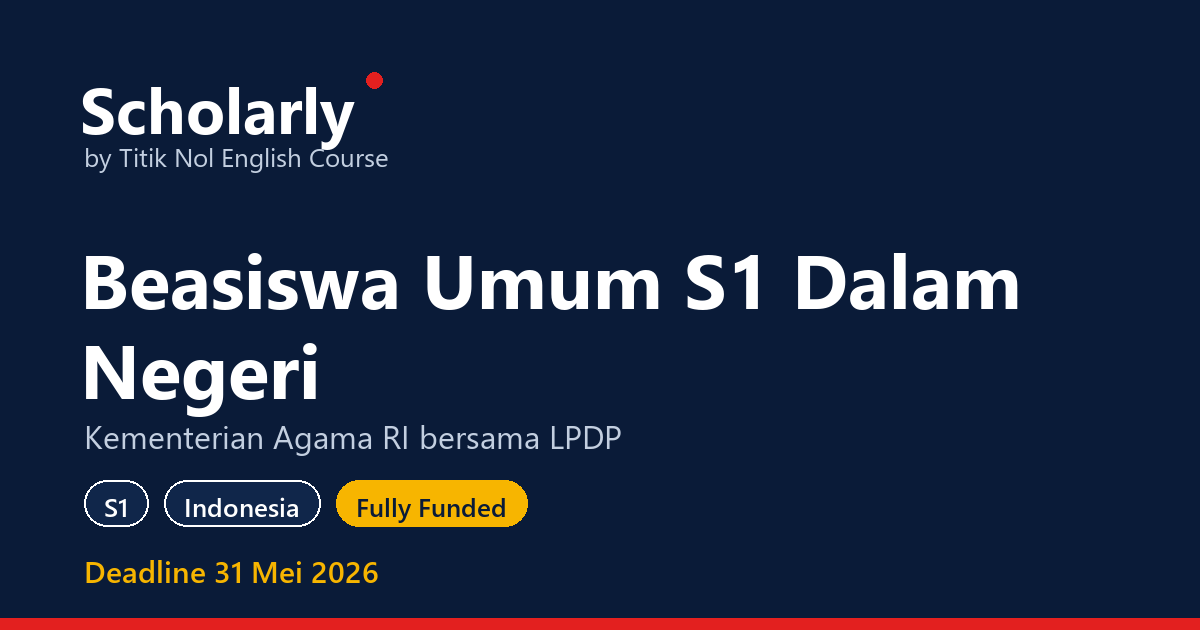 Scholarly
by Titik Nol English Course
Beasiswa Umum S1 Dalam
Negeri
Kementerian Agama RI bersama LPDP
S1 Indonesia Fully Funded
Deadline 31 Mei 2026